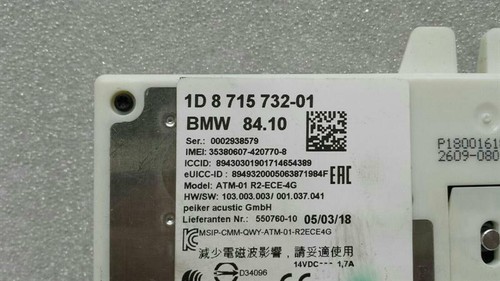 1D 8 715 732-01
BMW 84.10
Ser.: 0002938579
IMEI: 35380607-420770-8
ICCID: 89430301901714654389
eUICC-ID : 8949320005063871984F
EAC
Model: ATM-01 R2-ECE-4G
HW/SW: 103.003.003/ 001.037.041
peiker acustic GmbH
Lieferanten Nr.: 550760-10 05/03/18
MSIP-CMM-QWY-ATM-01-R2ECE4G
減少電磁波影響，請妥適使用
D34096
14VDC 1,7A
P1800161
2609-080